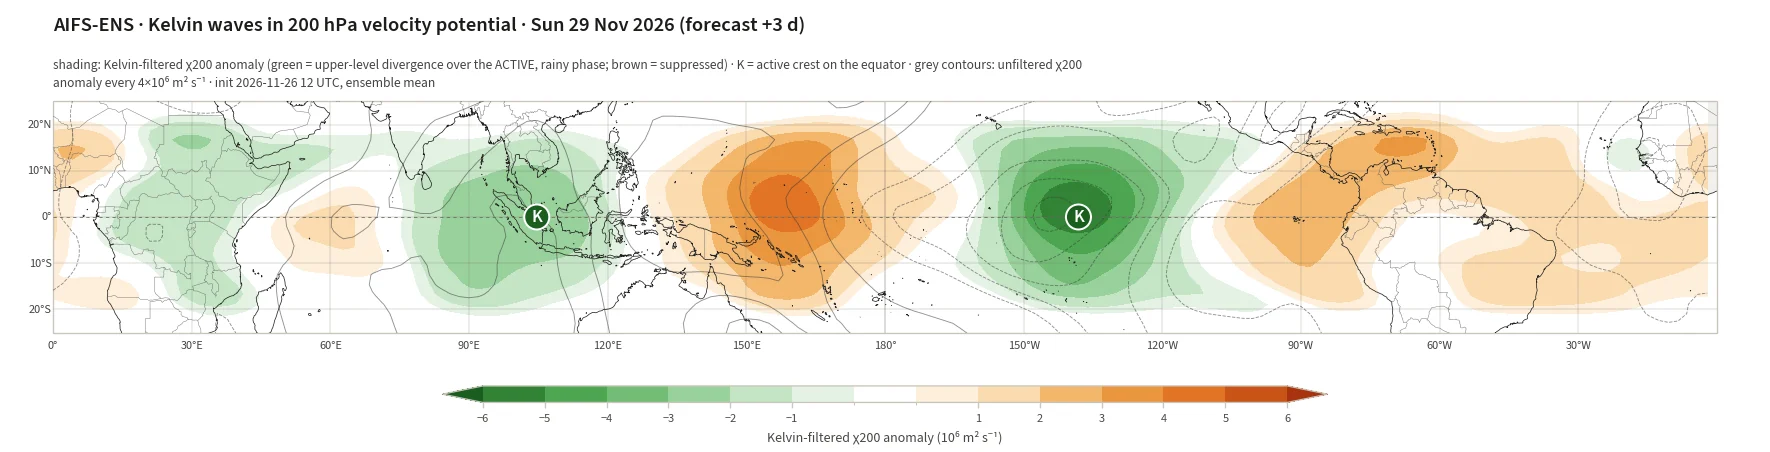 AIFS-ENS · Kelvin waves in 200 hPa velocity potential · Sun 29 Nov 2026 (forecast +3 d)
shading: Kelvin-filtered χ200 anomaly (green = upper-level divergence over the ACTIVE, rainy phase; brown = suppressed) · K = active crest on the equator · grey contours: unfiltered χ200
anomaly every 4×10⁶ m² s⁻¹ · init 2026-11-26 12 UTC, ensemble mean
20°N
10°N
0°
10°S
20°S
K K
0° 30°E 60°E 90°E 120°E 150°E 180° 150°W 120°W 90°W 60°W 30°W
−6 −5 −4 −3 −2 −1 1 2 3 4 5 6
Kelvin-filtered χ200 anomaly (10⁶ m² s⁻¹)